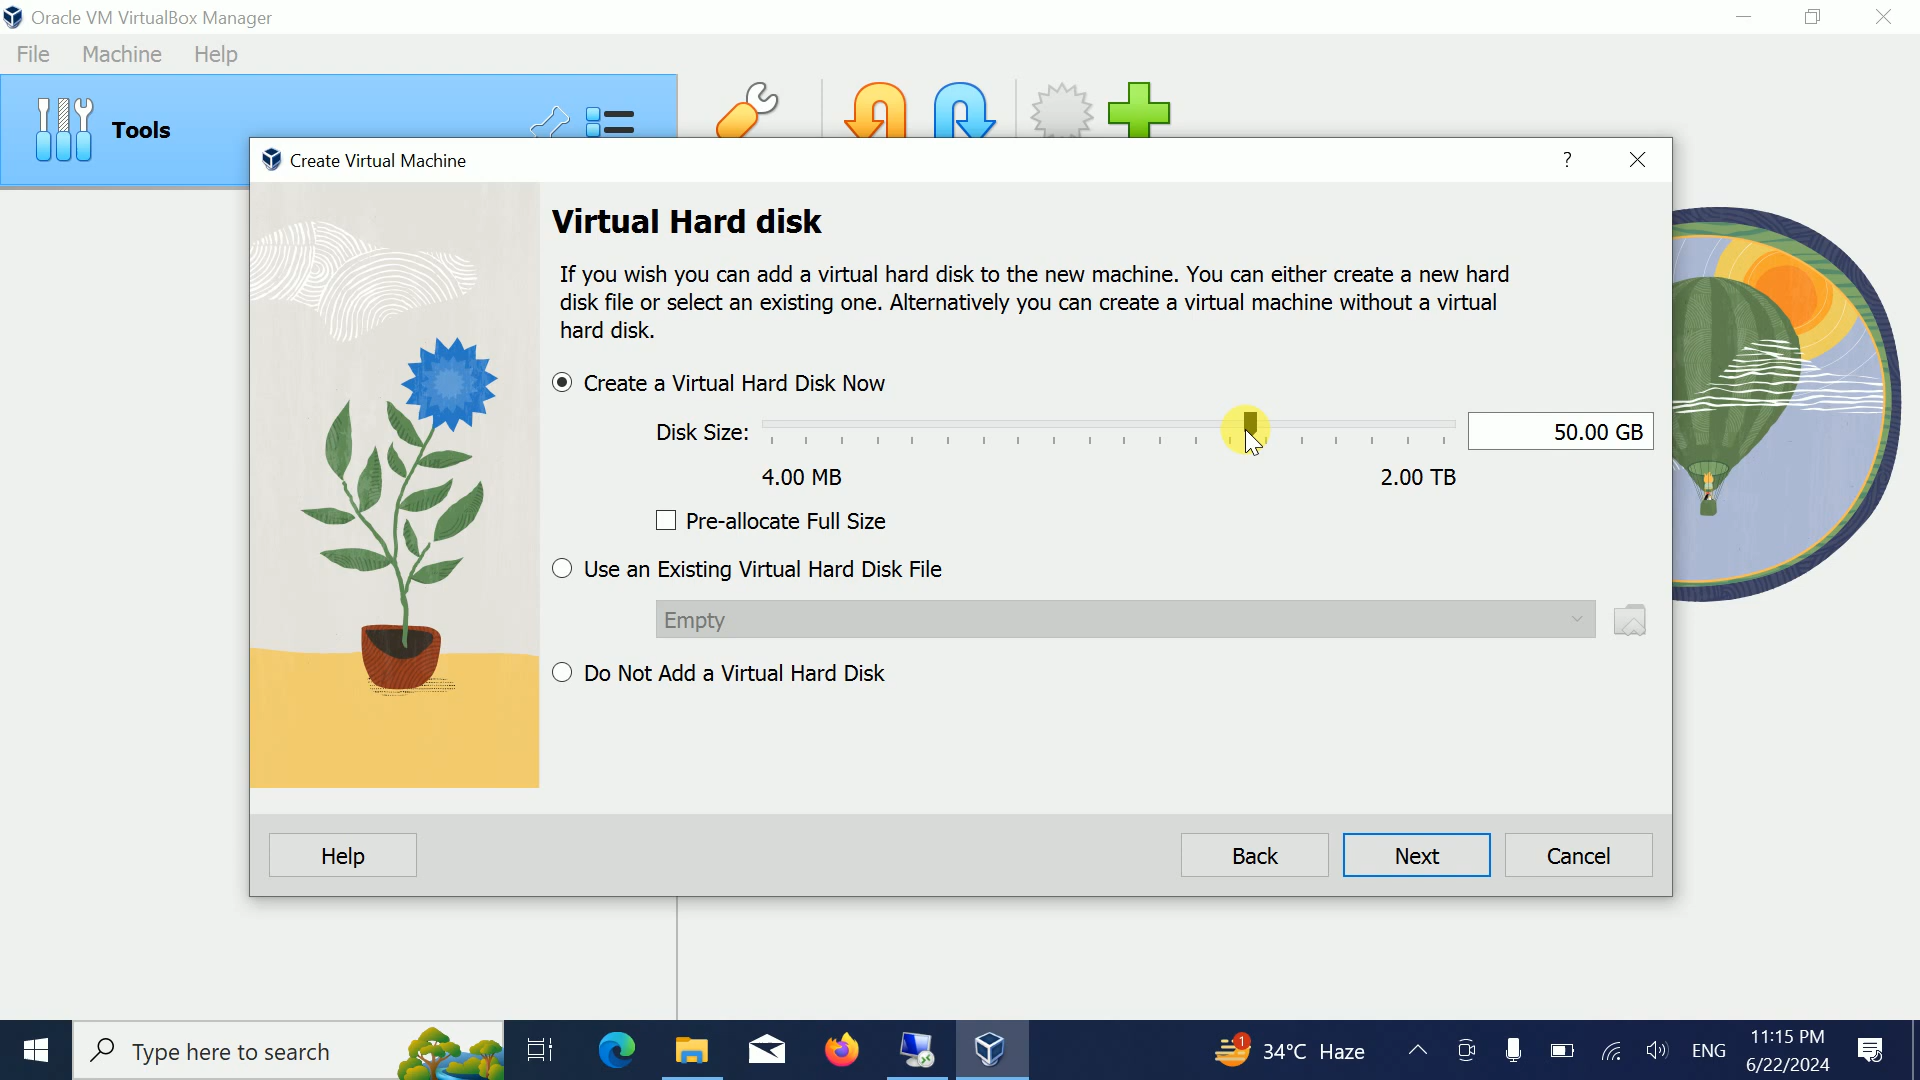 Oracle VM VirtualBox Manager
File Machine Help
Tools
Create Virtual Machine
?
Virtual Hard disk
If you wish you can add a virtual hard disk to the new machine. You can either create a new hard
disk file or select an existing one. Alternatively you can create a virtual machine without a virtual
hard disk.
Create a Virtual Hard Disk Now
Disk Size:
50.00 GB
4.00 MB
2.00 TB
Pre-allocate Full Size
Use an Existing Virtual Hard Disk File
Empty
Do Not Add a Virtual Hard Disk
Help
Back
Next
Cancel
Type here to search
1
34°C Haze
ENG
11:15 PM
6/22/2024